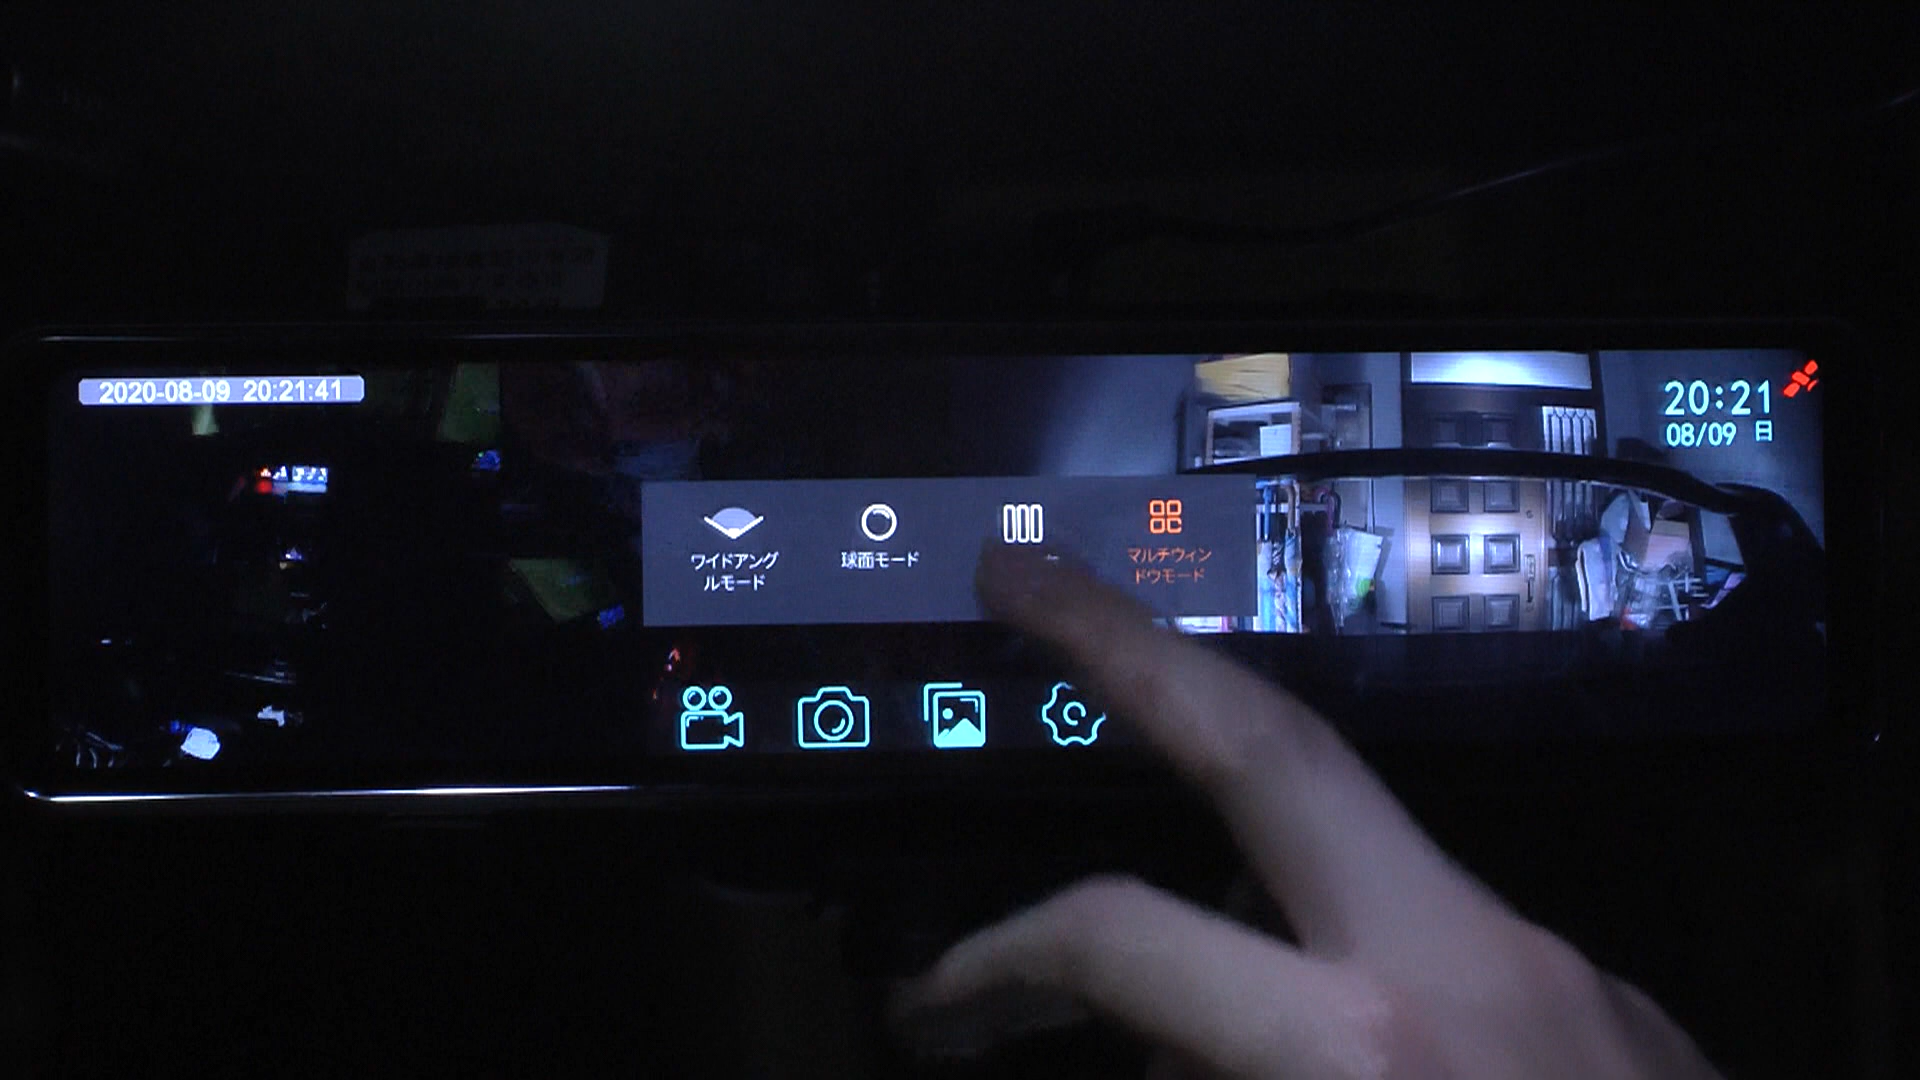 2020-08-09 20:21:41
20:21
08/09 日
ワイドアング
ルモード
球面モード
マルチウィン
ドウモード